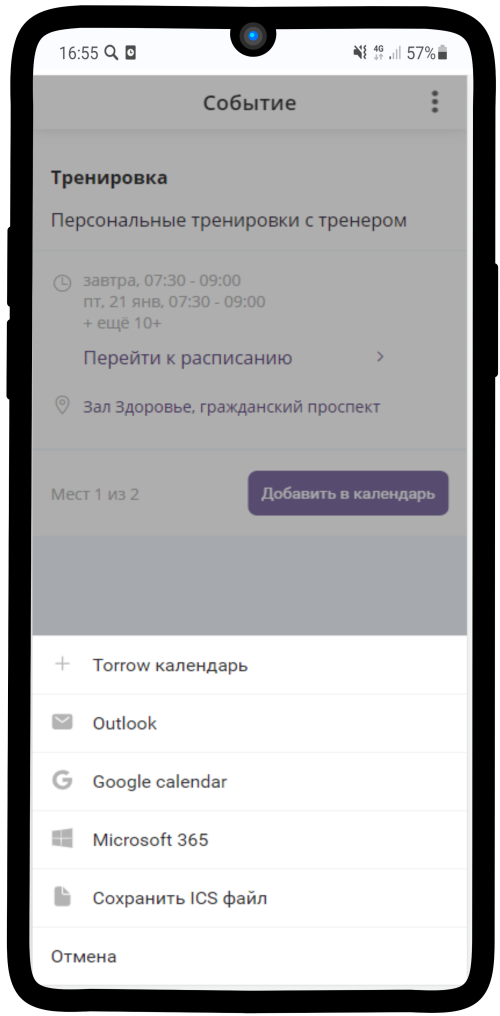 16:55
4G
57%
Событие
Тренировка
Персональные тренировки с тренером
завтра, 07:30 - 09:00
пт, 21 янв, 07:30 - 09:00
+ ещё 10+
Перейти к расписанию
Зал Здоровье, гражданский проспект
Мест 1 из 2
Добавить в календарь
Torrow календарь
Outlook
Google calendar
Microsoft 365
Сохранить ICS файл
Отмена